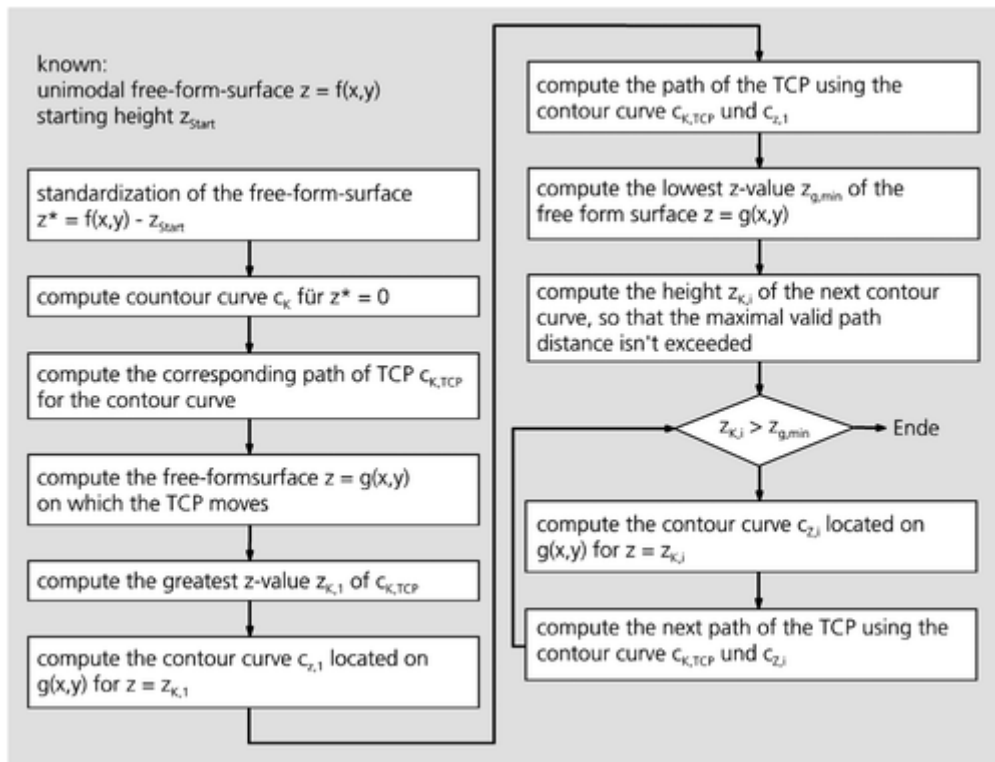 known:
unimodal free-form-surface z = f(x,y)
starting height z_Start
standardization of the free-form-surface
z* = f(x,y) - z_Start
compute countour curve c_K für z* = 0
compute the corresponding path of TCP c_K,TCP
for the contour curve
compute the free-formsurface z = g(x,y)
on which the TCP moves
compute the greatest z-value z_K,1 of c_K,TCP
compute the contour curve c_z,1 located on
g(x,y) for z = z_K,1
compute the path of the TCP using the
contour curve c_K,TCP und c_z,1
compute the lowest z-value z_g,min of the
free form surface z = g(x,y)
compute the height z_K,i of the next contour
curve, so that the maximal valid path
distance isn't exceeded
z_K,i > z_g,min
Ende
compute the contour curve c_Z,i located on
g(x,y) for z = z_K,i
compute the next path of the TCP using the
contour curve c_K,TCP und c_Z,i